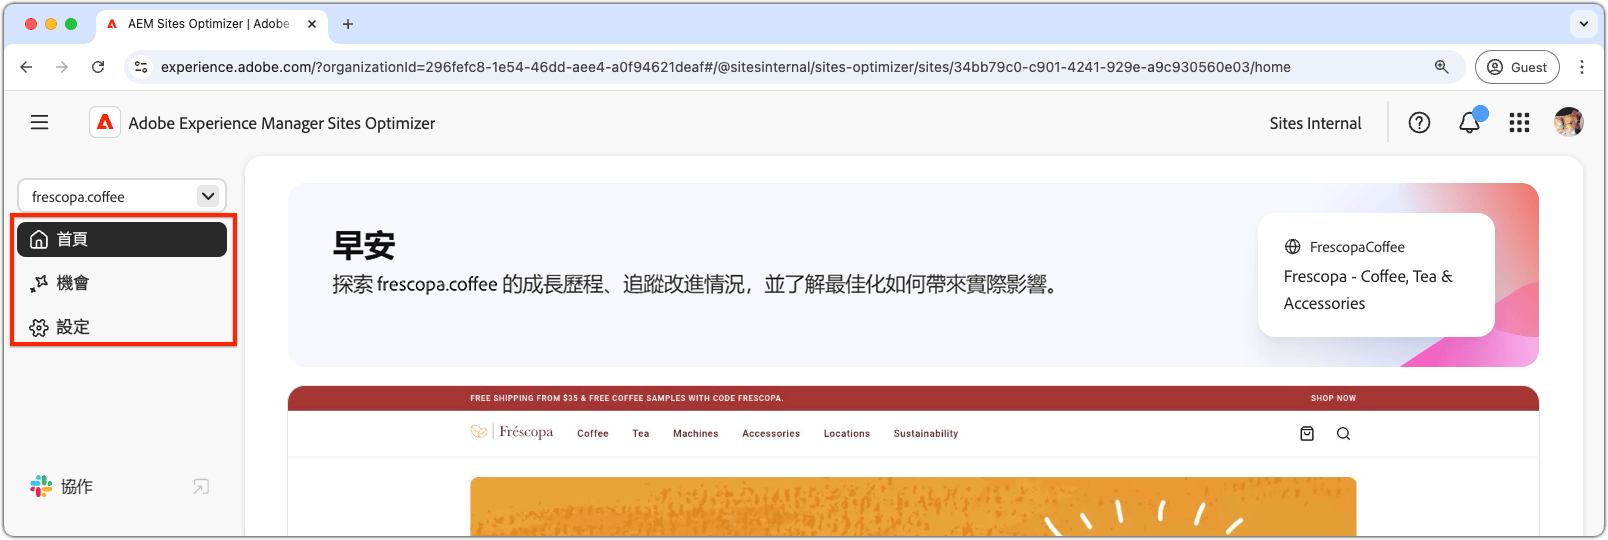 AEM Sites Optimizer | Adobe
experience.adobe.com/?organizationId=296fefc8-1e54-46dd-aee4-a0f94621deaf#/@sitesinternal/sites-optimizer/sites/34bb79c0-c901-4241-929e-a9c930560e03/home
Guest
Adobe Experience Manager Sites Optimizer
Sites Internal
frescopa.coffee
首頁
機會
設定
協作
早安
探索 frescopa.coffee 的成長歷程、追蹤改進情況，並了解最佳化如何帶來實際影響。
FrescopaCoffee
Frescopa - Coffee, Tea &
Accessories
FREE SHIPPING FROM $35 & FREE COFFEE SAMPLES WITH CODE FRESCOPA.
SHOP NOW
Fréscopa
Coffee
Tea
Machines
Accessories
Locations
Sustainability